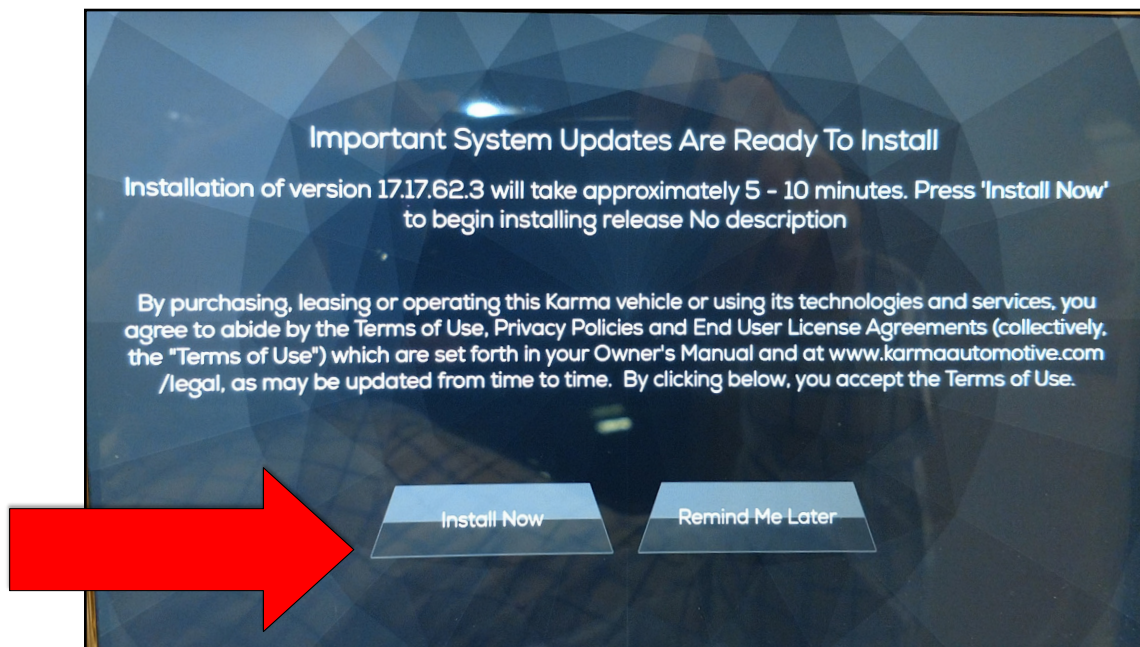 Important System Updates Are Ready To Install
Installation of version 17.17.62.3 will take approximately 5 - 10 minutes. Press 'Install Now'
to begin installing release No description
By purchasing, leasing or operating this Karma vehicle or using its technologies and services, you
agree to abide by the Terms of Use, Privacy Policies and End User License Agreements (collectively,
the "Terms of Use") which are set forth in your Owner's Manual and at www.karmaautomotive.com
/legal, as may be updated from time to time. By clicking below, you accept the Terms of Use.
Install Now
Remind Me Later